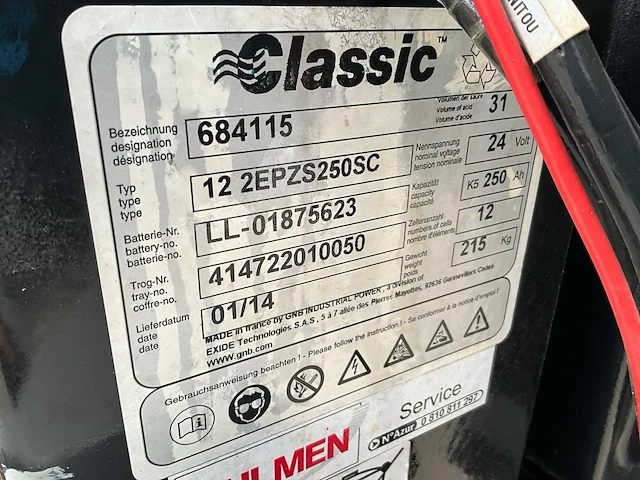 Classic™
Bezeichnung
designation
désignation
684115
Volumen der säure
Volume of acid
Volume d'acide
31
Typ
type
type
12 2EPZS250SC
Nennspannung
nominal voltage
tension nominale
24 Volt
Batterie-Nr.
battery-no.
batterie-no.
LL-01875623
Kapazität
capacity
capacité
K5 250 Ah
Trog-Nr.
tray-no.
coffre-no.
414722010050
Zellenanzahl
numbers of cells
nombre d'éléments
12
Lieferdatum
date
date
01/14
Gewicht
weight
poids
215 Kg
MADE in france by GNB INDUSTRIAL POWER, a division of
EXIDE Technologies S.A.S, 5 à 7 allée des Pierres Mayettes, 92636 Gennevilliers Cedex
www.gnb.com
Gebrauchsanweisung beachten ! - Please follow the instruction ! - Se conformer à la notice d'emploi !
Service
N°Azur 0 810 811 297
ULMEN
NITOU